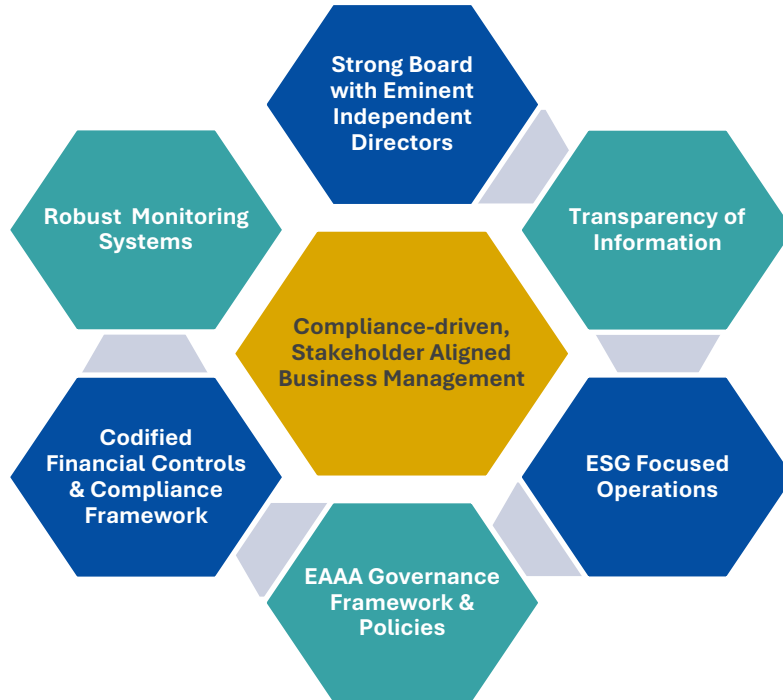 Strong Board
with Eminent
Independent
Directors
Transparency of
Information
ESG Focused
Operations
EAAA Governance
Framework &
Policies
Codified
Financial Controls
& Compliance
Framework
Robust Monitoring
Systems
Compliance-driven,
Stakeholder Aligned
Business Management